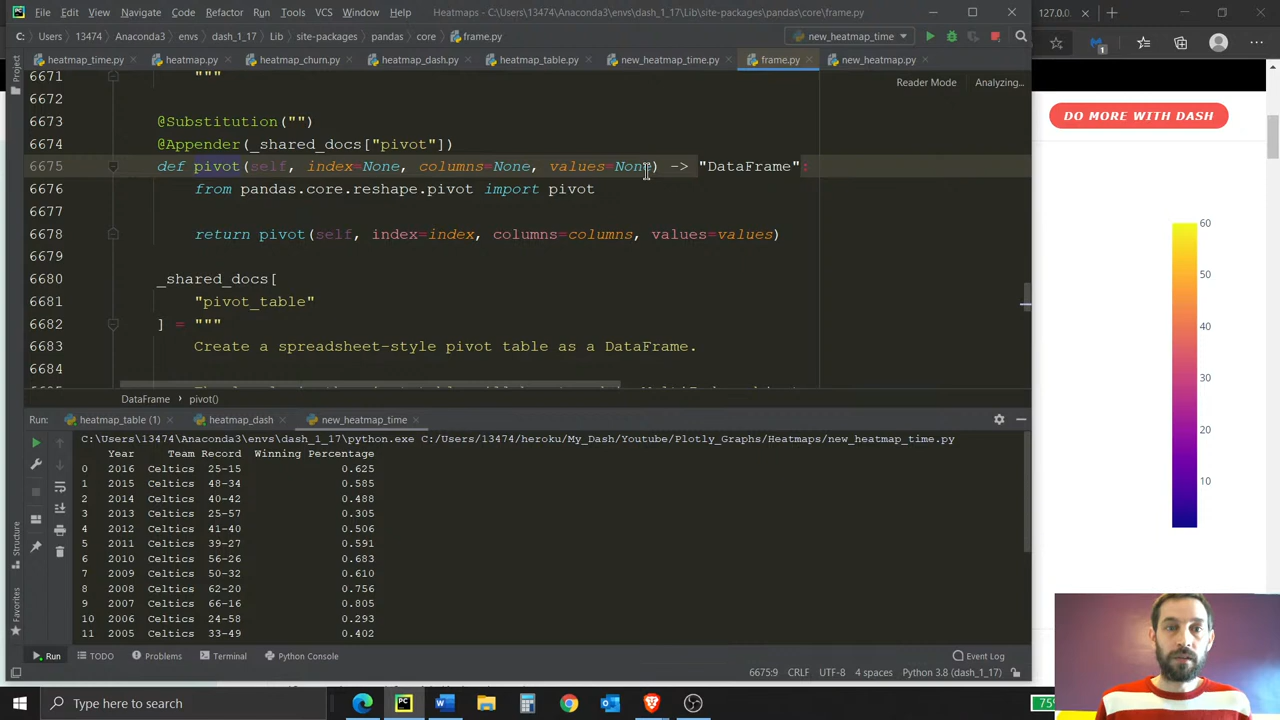 File Edit View Navigate Code Refactor Run Tools VCS Window Help Heatmaps - C:\Users\13474\Anaconda3\envs\dash_1_17\Lib\site-packages\pandas\core\frame.py
127.0.
C: Users 13474 Anaconda3 envs dash_1_17 Lib site-packages pandas core frame.py new_heatmap_time
heatmap_time.py heatmap.py heatmap_churn.py heatmap_dash.py heatmap_table.py new_heatmap_time.py frame.py new_heatmap.py
Project
Reader Mode Analyzing...
6671 """
6672
6673 @Substitution("")
6674 @Appender(_shared_docs["pivot"])
6675 def pivot(self, index=None, columns=None, values=None) -> "DataFrame":
6676 from pandas.core.reshape.pivot import pivot
6677
6678 return pivot(self, index=index, columns=columns, values=values)
6679
6680 _shared_docs[
6681 "pivot_table"
6682 ] = """
6683 Create a spreadsheet-style pivot table as a DataFrame.
6684
DataFrame pivot()
Run: heatmap_table (1) heatmap_dash new_heatmap_time
C:\Users\13474\Anaconda3\envs\dash_1_17\python.exe C:/Users/13474/heroku/My_Dash/Youtube/Plotly_Graphs/Heatmaps/new_heatmap_time.py
Year Team Record Winning Percentage
0 2016 Celtics 25-15 0.625
1 2015 Celtics 48-34 0.585
2 2014 Celtics 40-42 0.488
3 2013 Celtics 25-57 0.305
4 2012 Celtics 41-40 0.506
5 2011 Celtics 39-27 0.591
6 2010 Celtics 56-26 0.683
7 2009 Celtics 50-32 0.610
8 2008 Celtics 62-20 0.756
9 2007 Celtics 66-16 0.805
10 2006 Celtics 24-58 0.293
11 2005 Celtics 33-49 0.402
Structure
Favorites
Run TODO Problems Terminal Python Console Event Log
6675:9 CRLF UTF-8 4 spaces Python 3.8 (dash_1_17)
DO MORE WITH DASH
60
50
40
30
20
10
Type here to search
75%